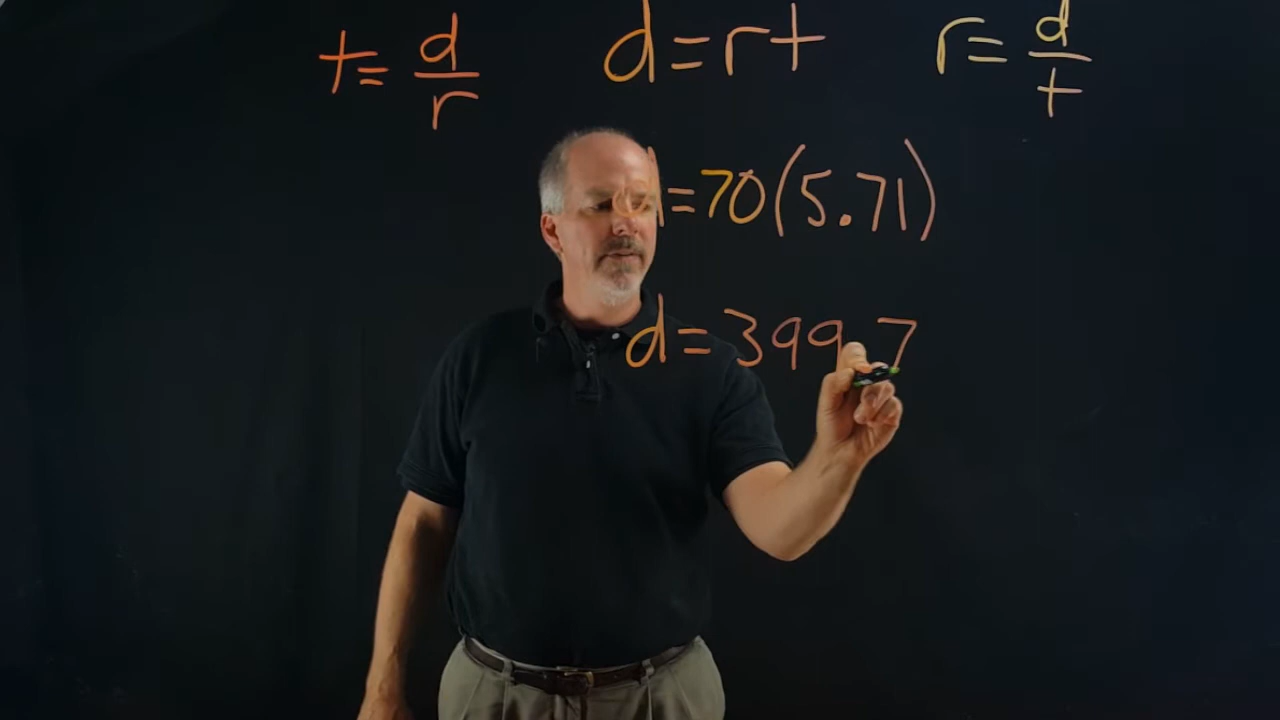 t = d/r d = rt r = d/t
d = 70(5.71)
d = 399.7